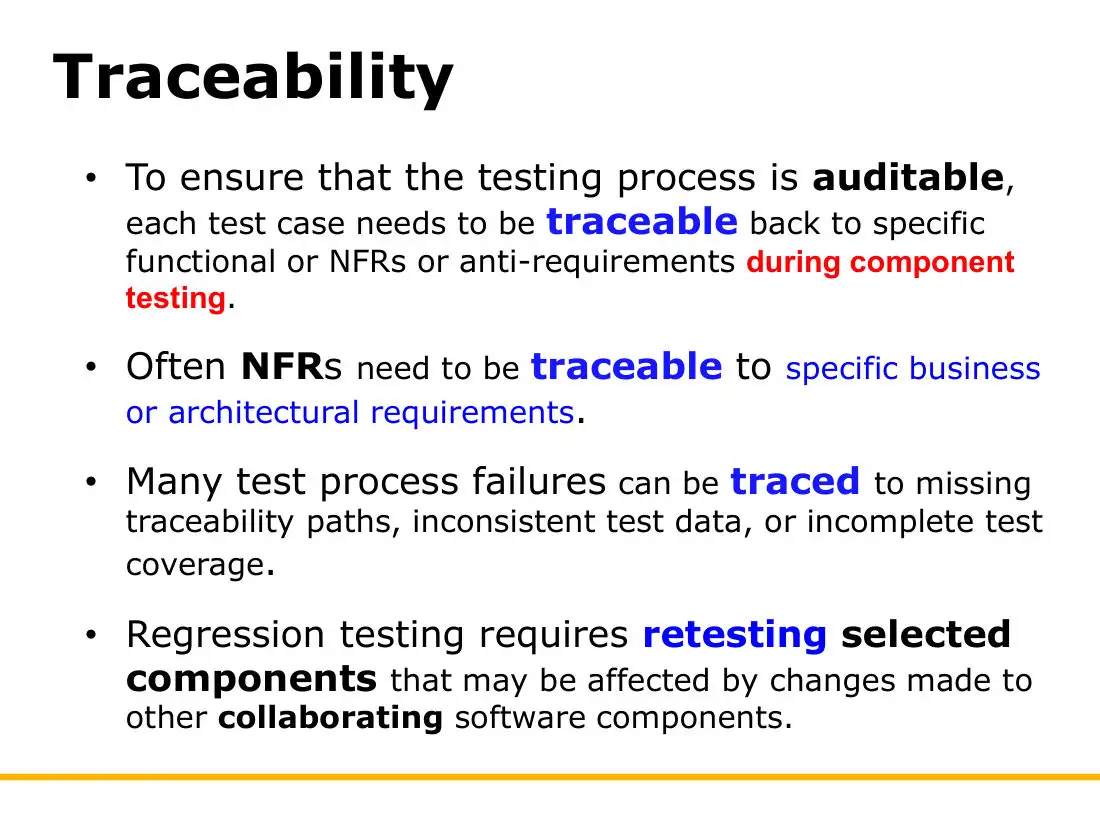 Traceability
• To ensure that the testing process is auditable,
each test case needs to be traceable back to specific
functional or NFRs or anti-requirements during component
testing.
• Often NFRs need to be traceable to specific business
or architectural requirements.
• Many test process failures can be traced to missing
traceability paths, inconsistent test data, or incomplete test
coverage.
• Regression testing requires retesting selected
components that may be affected by changes made to
other collaborating software components.